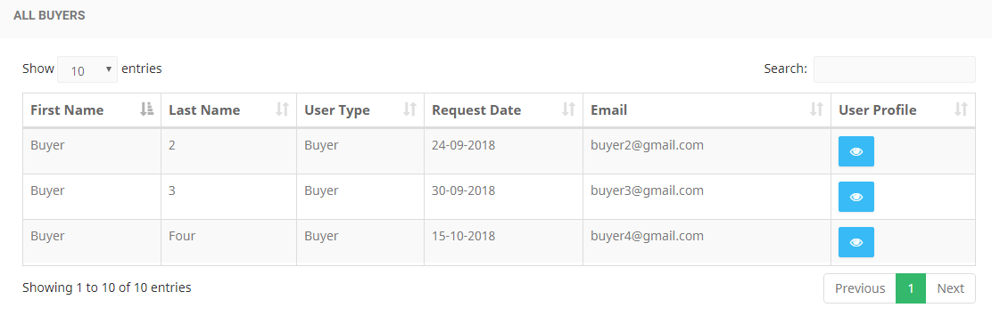 ALL BUYERS
Show 10 entries Search:
First Name Last Name User Type Request Date Email User Profile
Buyer 2 Buyer 24-09-2018 buyer2@gmail.com
Buyer 3 Buyer 30-09-2018 buyer3@gmail.com
Buyer Four Buyer 15-10-2018 buyer4@gmail.com
Showing 1 to 10 of 10 entries Previous 1 Next